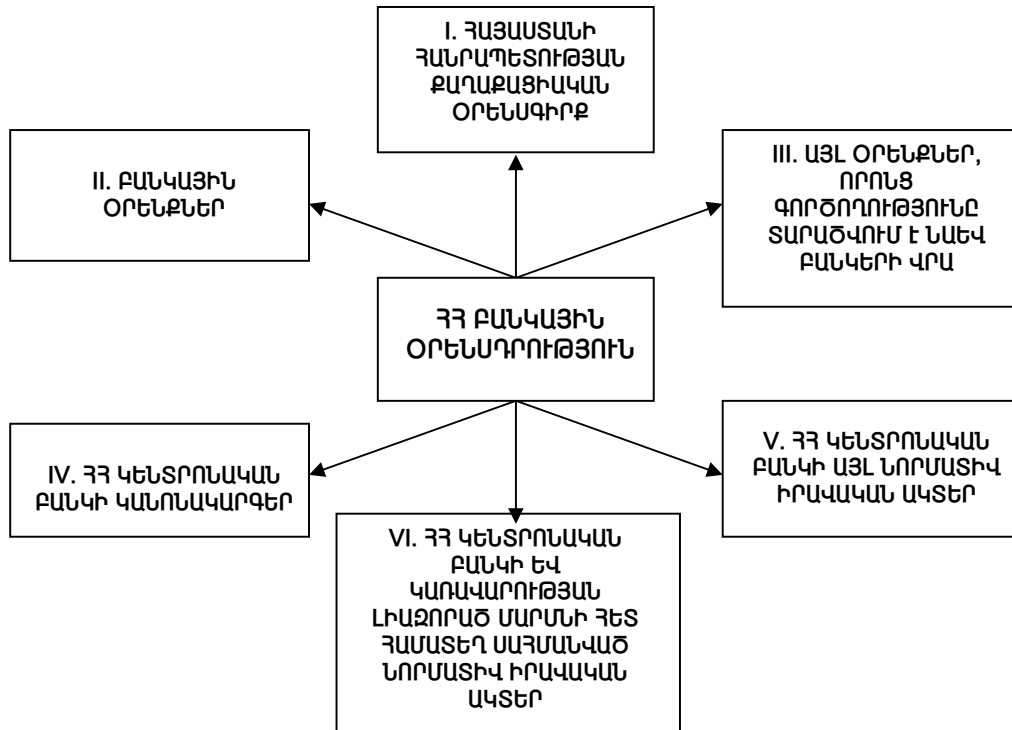 I. ՀԱՅԱՍՏԱՆԻ
ՀԱՆՐԱՊԵՏՈՒԹՅԱՆ
ՔԱՂԱՔԱՑԻԱԿԱՆ
ՕՐԵՆՍԳԻՐՔ
II. ԲԱՆԿԱՅԻՆ
ՕՐԵՆՔՆԵՐ
III. ԱՅԼ ՕՐԵՆՔՆԵՐ,
ՈՐՈՆՑ
ԳՈՐԾՈՂՈՒԹՅՈՒՆԸ
ՏԱՐԱԾՎՈՒՄ Է ՆԱԵՎ
ԲԱՆԿԵՐԻ ՎՐԱ
ՀՀ ԲԱՆԿԱՅԻՆ
ՕՐԵՆՍԴՐՈՒԹՅՈՒՆ
IV. ՀՀ ԿԵՆՏՐՈՆԱԿԱՆ
ԲԱՆԿԻ ԿԱՆՈՆԱԿԱՐԳԵՐ
V. ՀՀ ԿԵՆՏՐՈՆԱԿԱՆ
ԲԱՆԿԻ ԱՅԼ ՆՈՐՄԱՏԻՎ
ԻՐԱՎԱԿԱՆ ԱԿՏԵՐ
VI. ՀՀ ԿԵՆՏՐՈՆԱԿԱՆ
ԲԱՆԿԻ ԵՎ
ԿԱՌԱՎԱՐՈՒԹՅԱՆ
ԼԻԱԶՈՐԱԾ ՄԱՐՄՆԻ ՀԵՏ
ՀԱՄԱՏԵՂ ՍԱՀՄԱՆՎԱԾ
ՆՈՐՄԱՏԻՎ ԻՐԱՎԱԿԱՆ
ԱԿՏԵՐ